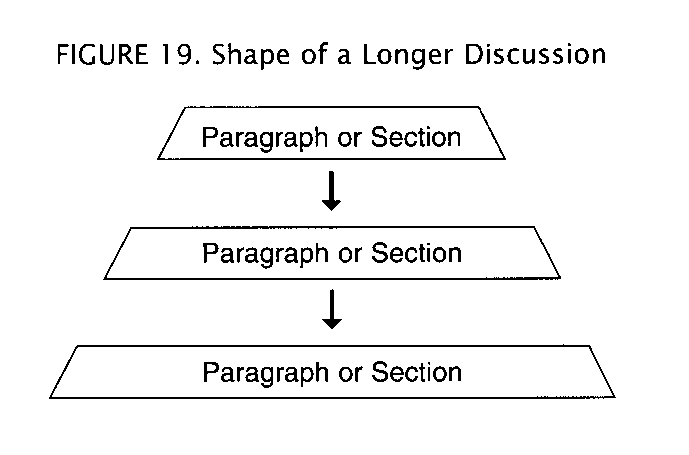 FIGURE 19. Shape of a Longer Discussion
Paragraph or Section
Paragraph or Section
Paragraph or Section